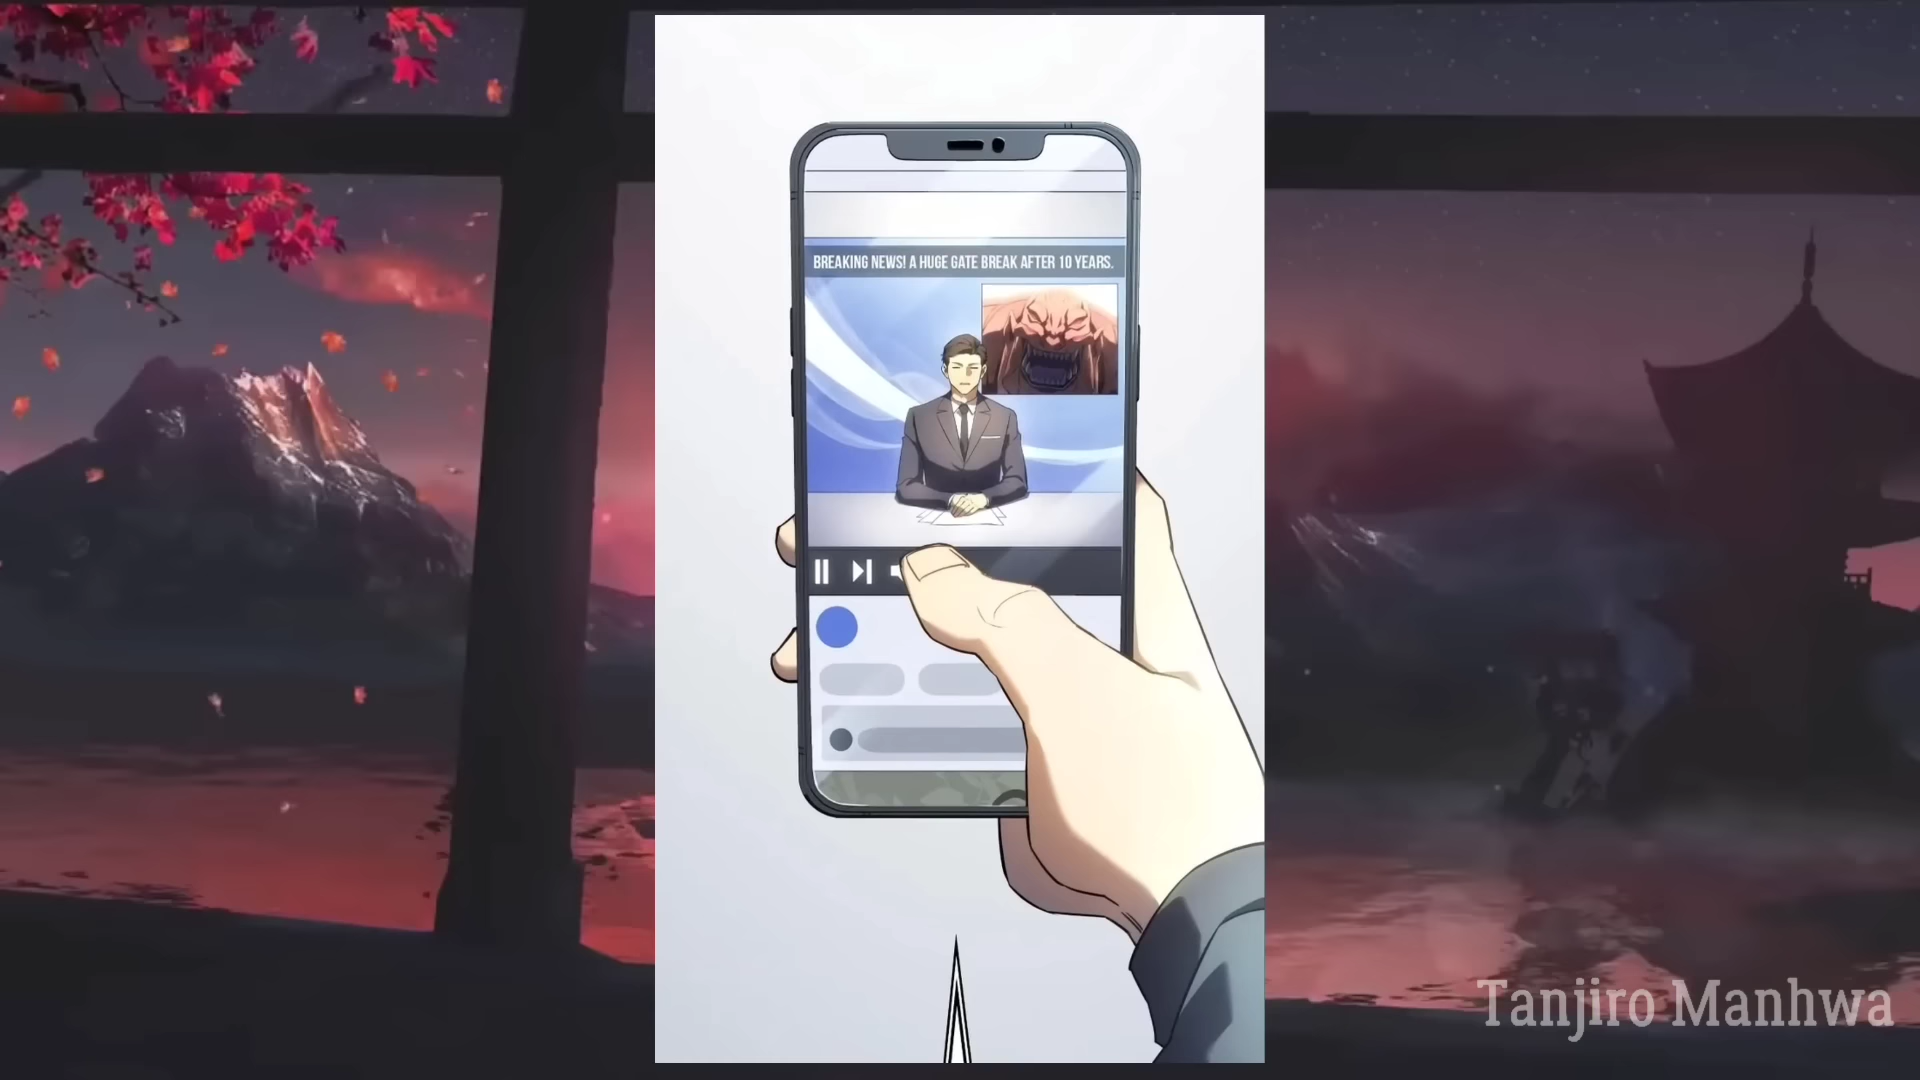 BREAKING NEWS! A HUGE GATE BREAK AFTER 10 YEARS.
Tanjiro Manhwa